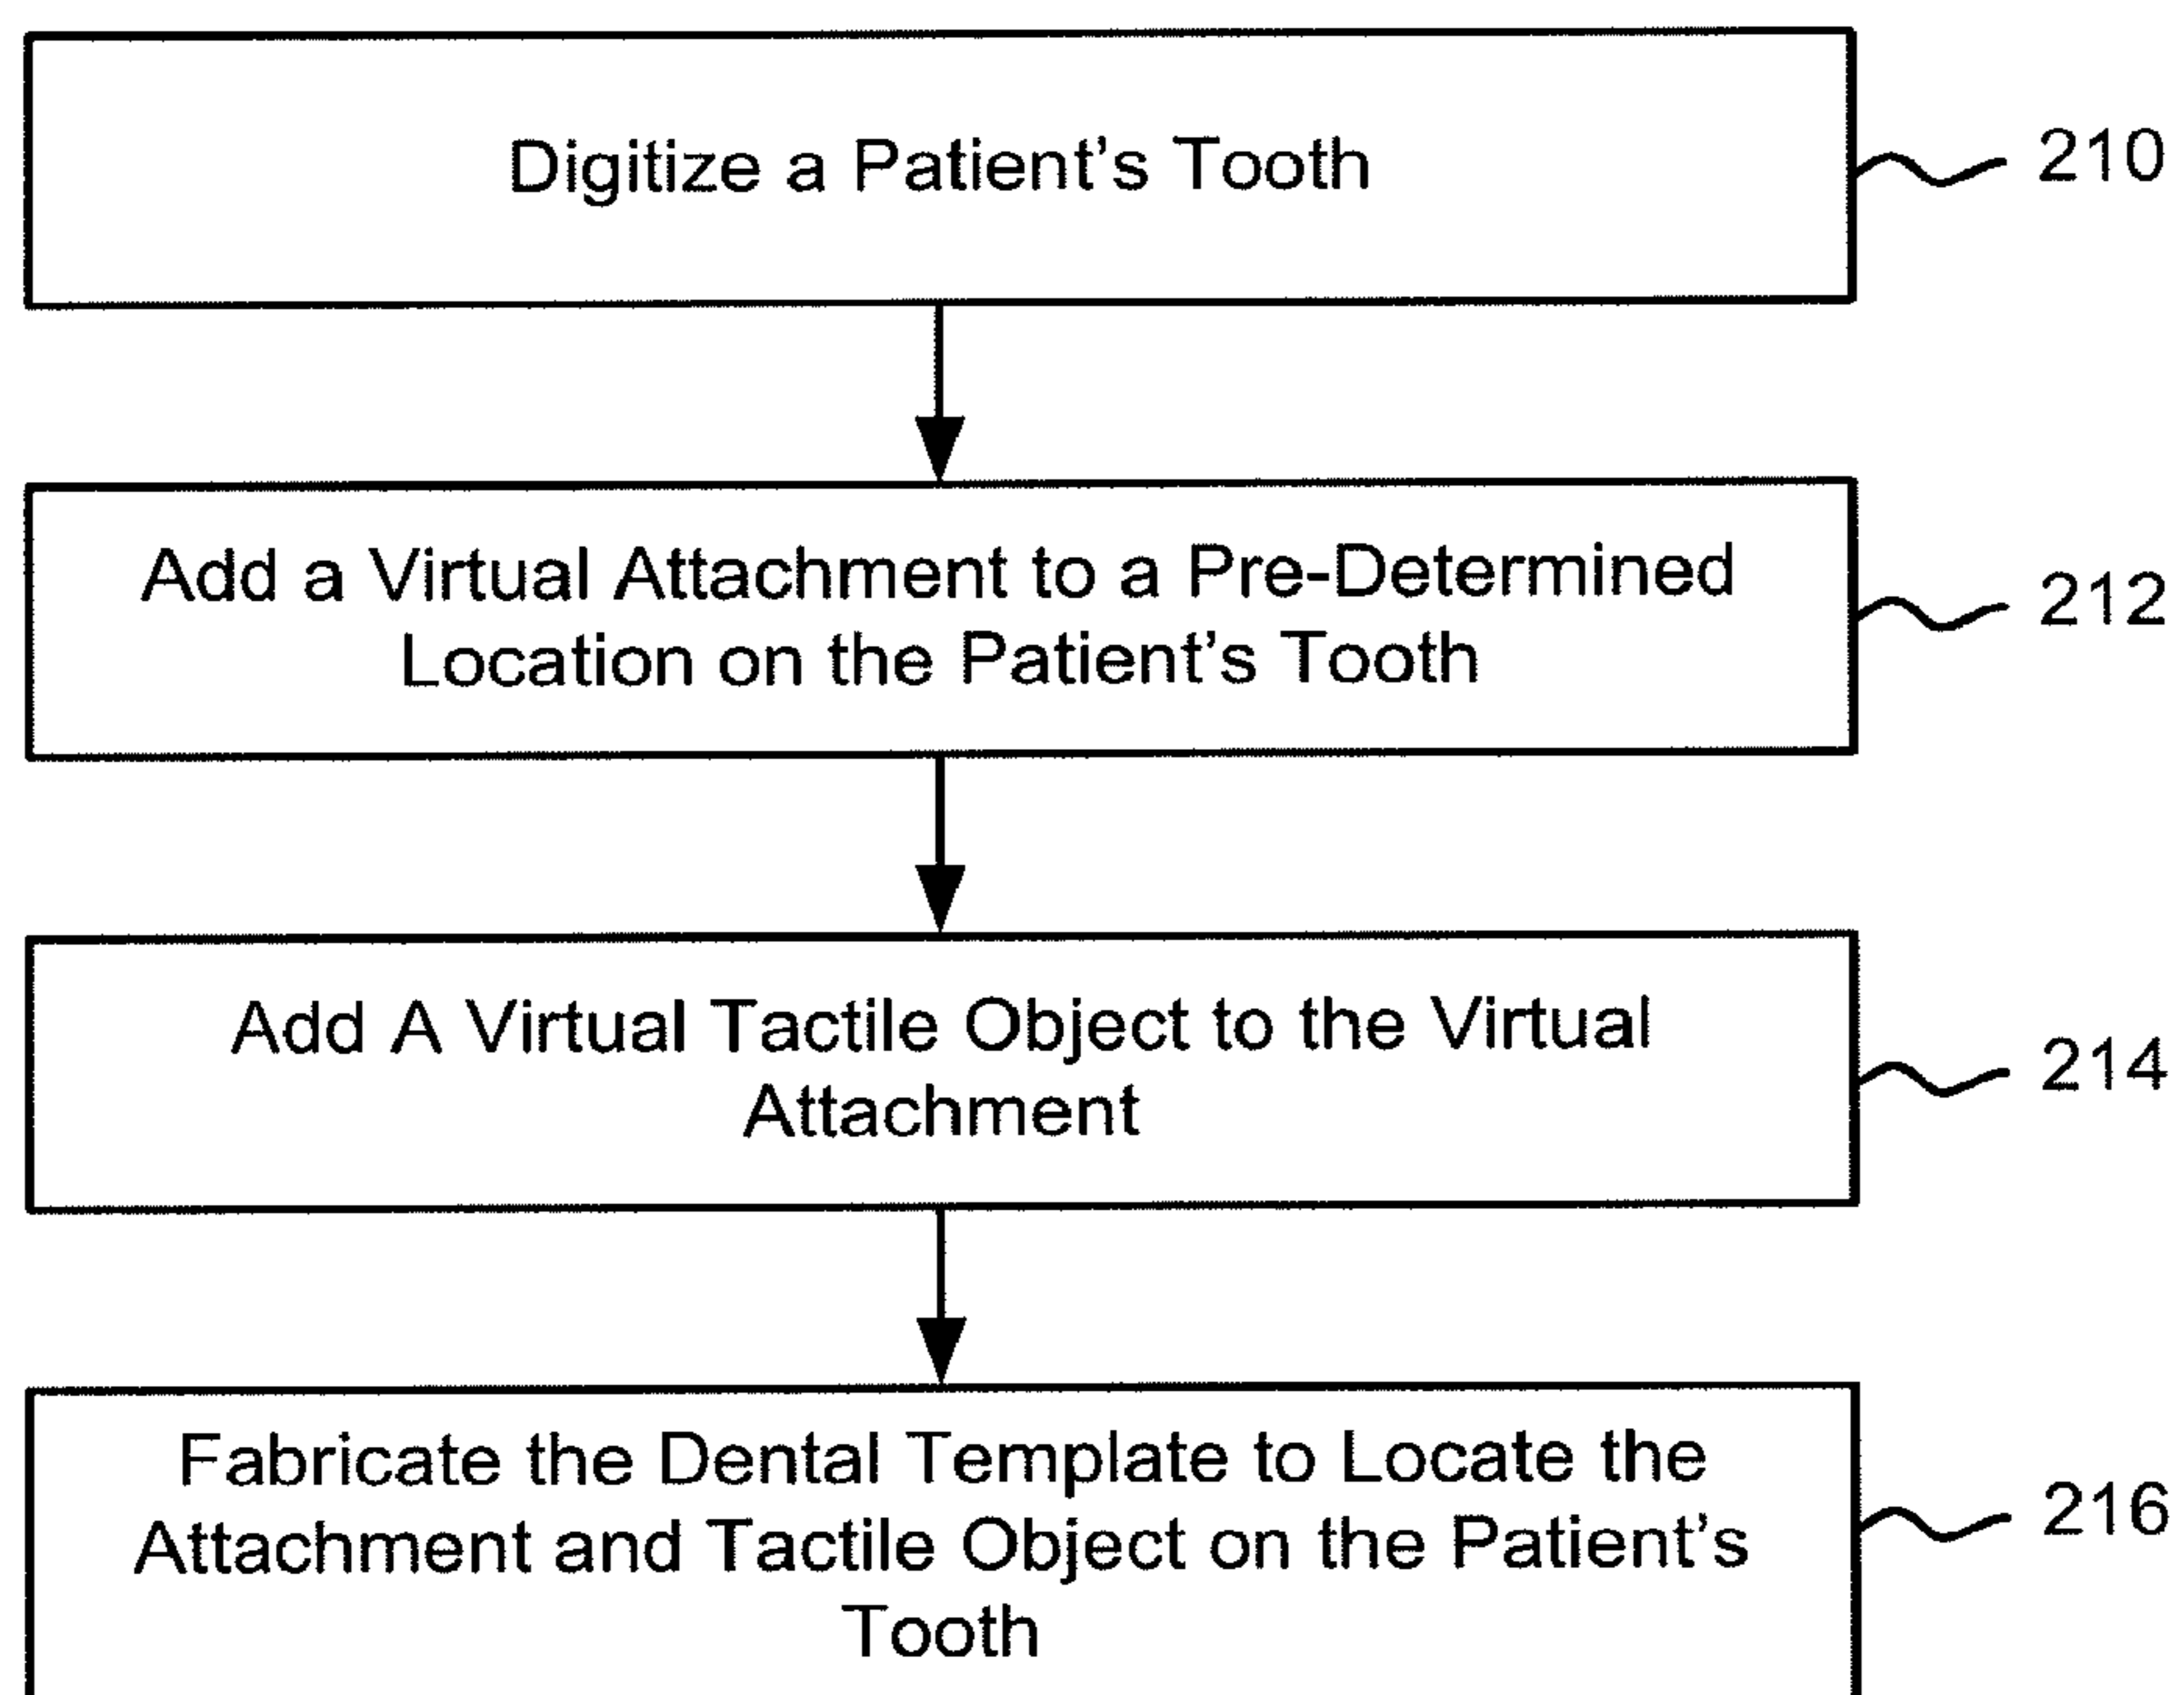 Digitize a Patient's Tooth
210
Add a Virtual Attachment to a Pre-Determined
Location on the Patient's Tooth
212
Add A Virtual Tactile Object to the Virtual
Attachment
214
Fabricate the Dental Template to Locate the
Attachment and Tactile Object on the Patient's
Tooth
216